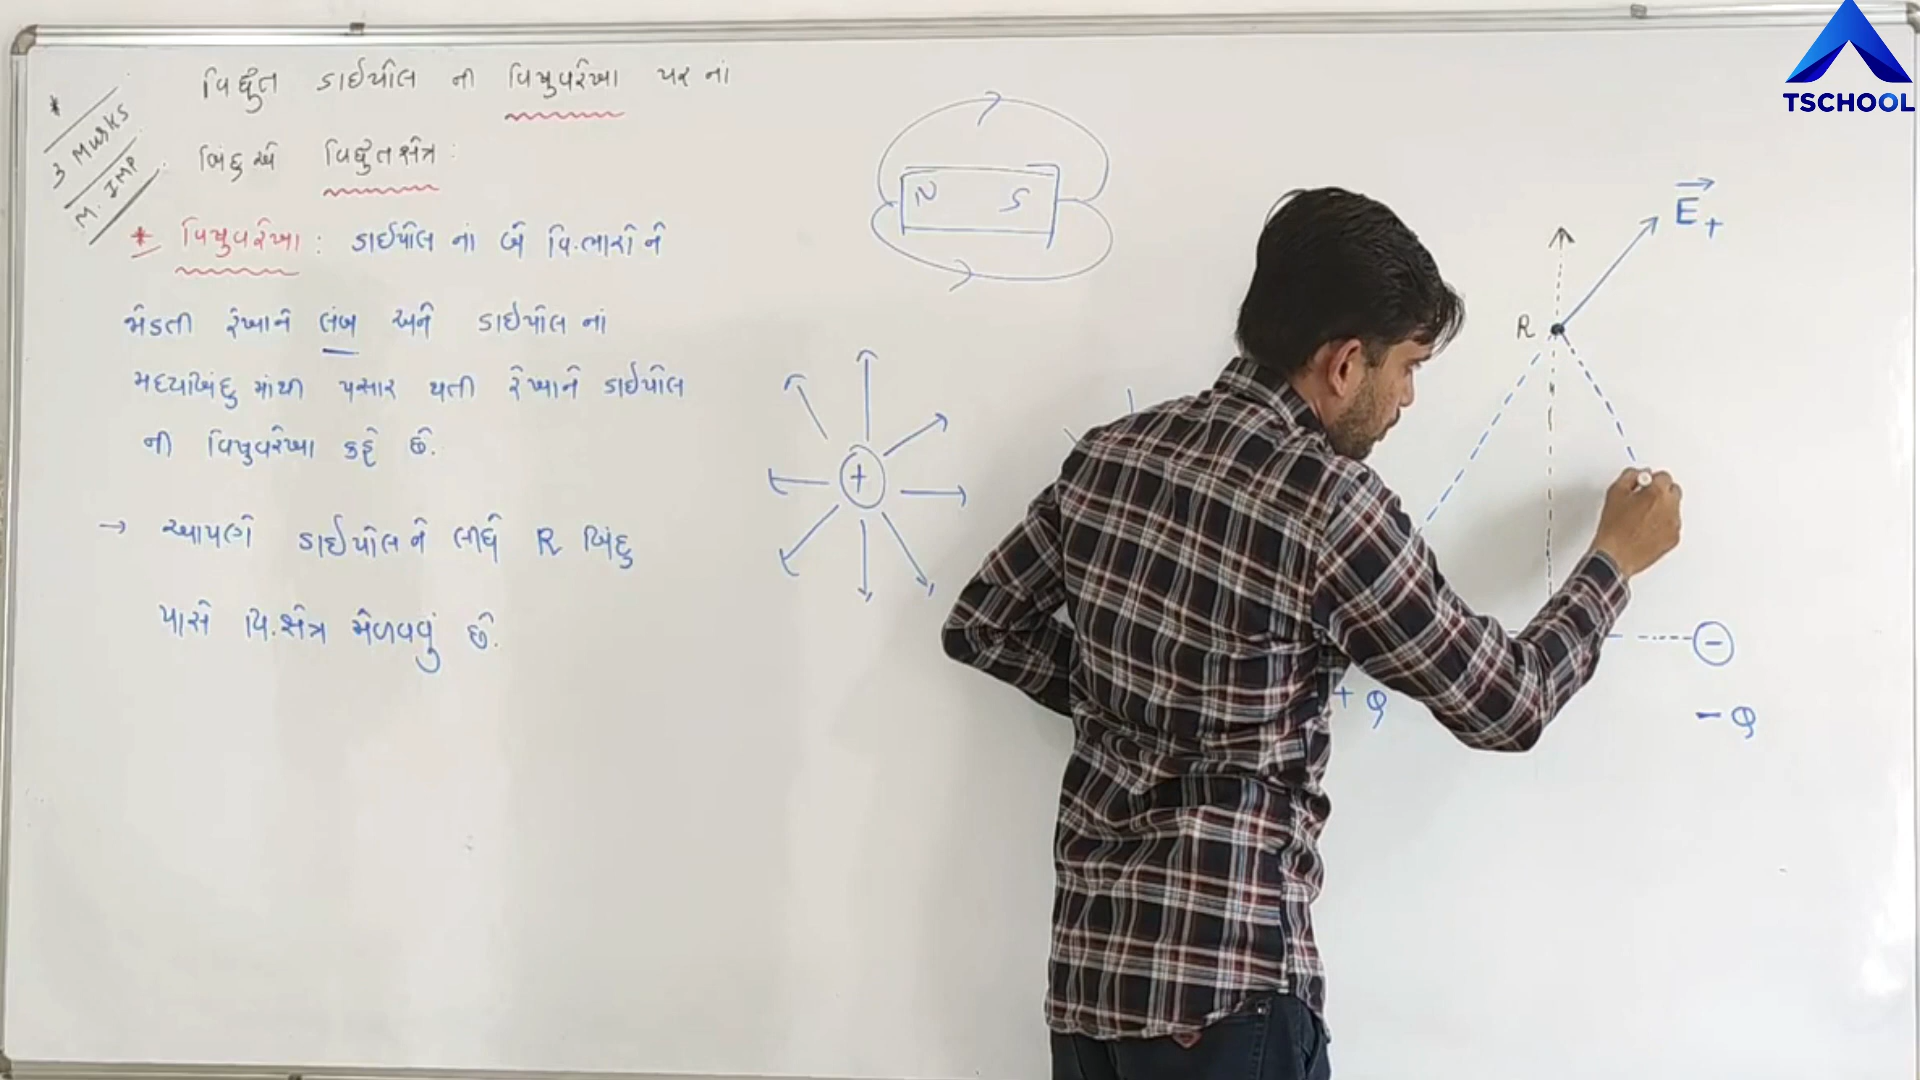 * 3 Marks
M. IMP
વિદ્યુત ડાઈપોલ ની વિષુવરેખા પર નાં
બિંદુએ વિદ્યુતક્ષેત્ર :
* વિષુવરેખા : ડાઈપોલ નાં બે વિ.ભારોને
જોડતી રેખાને લંબ અને ડાઈપોલ નાં
મધ્યબિંદુ માંથી પસાર થતી રેખાને ડાઈપોલ
ની વિષુવરેખા કહે છે.
→ આપણે ડાઈપોલ ને લીધે R બિંદુ
પાસે વિ.ક્ષેત્ર મેળવવું છે.
N S
+
E₊
R
−
+ Q
− Q
TSCHOOL